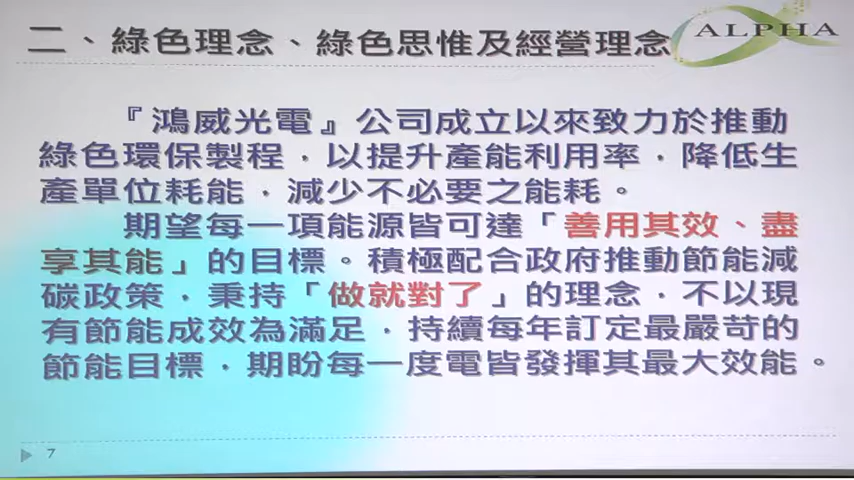 二、綠色理念、綠色思惟及經營理念
ALPHA
『鴻威光電』公司成立以來致力於推動
綠色環保製程，以提升產能利用率，降低生
產單位耗能，減少不必要之能耗。
期望每一項能源皆可達「善用其效、盡
享其能」的目標。積極配合政府推動節能減
碳政策，秉持「做就對了」的理念，不以現
有節能成效為滿足，持續每年訂定最嚴苛的
節能目標，期盼每一度電皆發揮其最大效能。
7